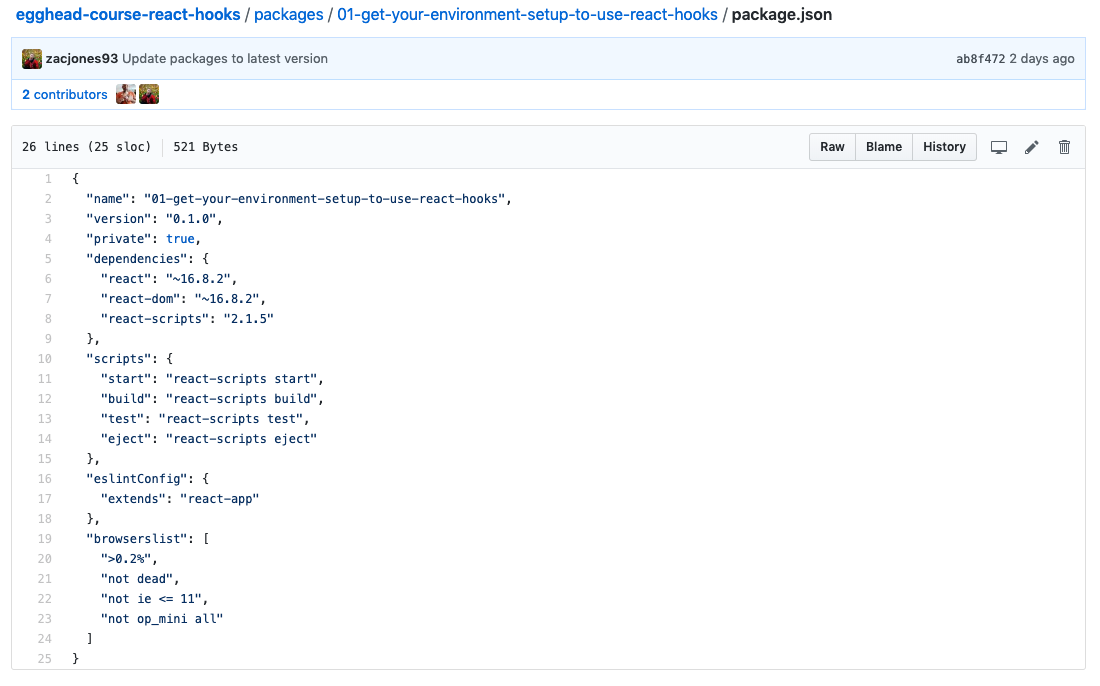 egghead-course-react-hooks / packages / 01-get-your-environment-setup-to-use-react-hooks / package.json
zacjones93 Update packages to latest version ab8f472 2 days ago
2 contributors
26 lines (25 sloc) 521 Bytes Raw Blame History
1 {
2 "name": "01-get-your-environment-setup-to-use-react-hooks",
3 "version": "0.1.0",
4 "private": true,
5 "dependencies": {
6 "react": "~16.8.2",
7 "react-dom": "~16.8.2",
8 "react-scripts": "2.1.5"
9 },
10 "scripts": {
11 "start": "react-scripts start",
12 "build": "react-scripts build",
13 "test": "react-scripts test",
14 "eject": "react-scripts eject"
15 },
16 "eslintConfig": {
17 "extends": "react-app"
18 },
19 "browserslist": [
20 ">0.2%",
21 "not dead",
22 "not ie <= 11",
23 "not op_mini all"
24 ]
25 }